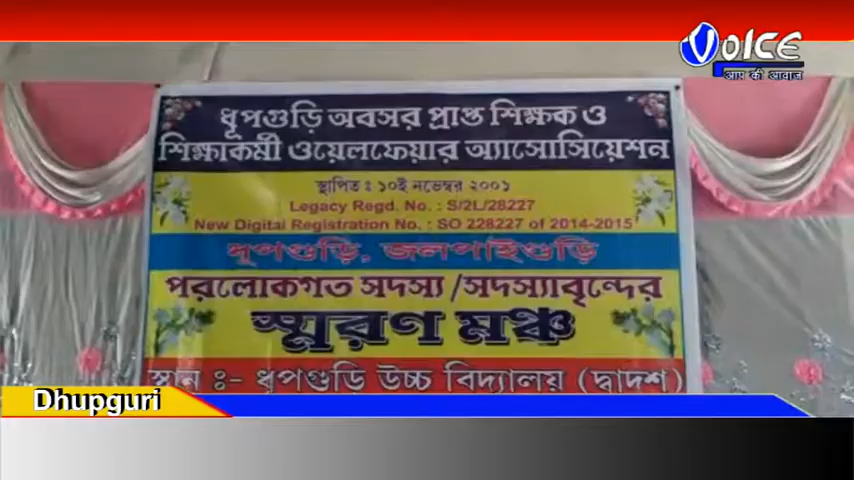 VOICE
आप की आवाज
ধূপগুড়ি অবসর প্রাপ্ত শিক্ষক ও
শিক্ষাকর্মী ওয়েলফেয়ার অ্যাসোসিয়েশন
স্থাপিত ঃ ১০ই নভেম্বর ২০০১
Legacy Regd. No. : S/2L/28227
New Digital Registration No. : SO 228227 of 2014-2015
ধূপগুড়ি, জলপাইগুড়ি
পরলোকগত সদস্য /সদস্যাবৃন্দের
স্মরণ মঞ্চ
স্থান ঃ- ধূপগুড়ি উচ্চ বিদ্যালয় (দ্বাদশ)
Dhupguri